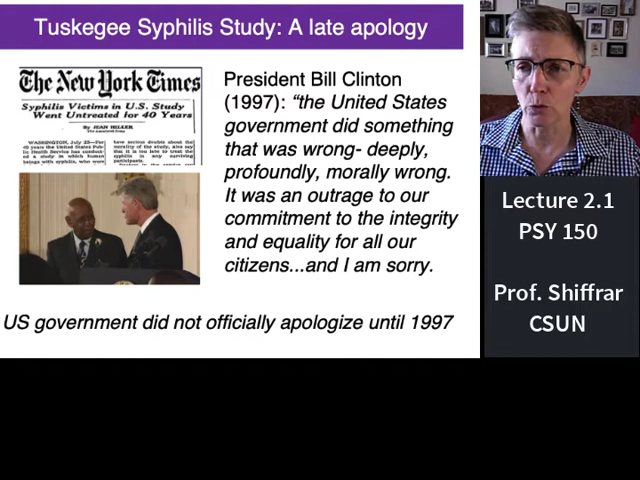 Tuskegee Syphilis Study: A late apology
The New York Times
Syphilis Victims in U.S. Study
Went Untreated for 40 Years
By JEAN HELLER
President Bill Clinton
(1997): “the United States
government did something
that was wrong- deeply,
profoundly, morally wrong.
It was an outrage to our
commitment to the integrity
and equality for all our
citizens...and I am sorry.
US government did not officially apologize until 1997
Lecture 2.1
PSY 150
Prof. Shiffrar
CSUN